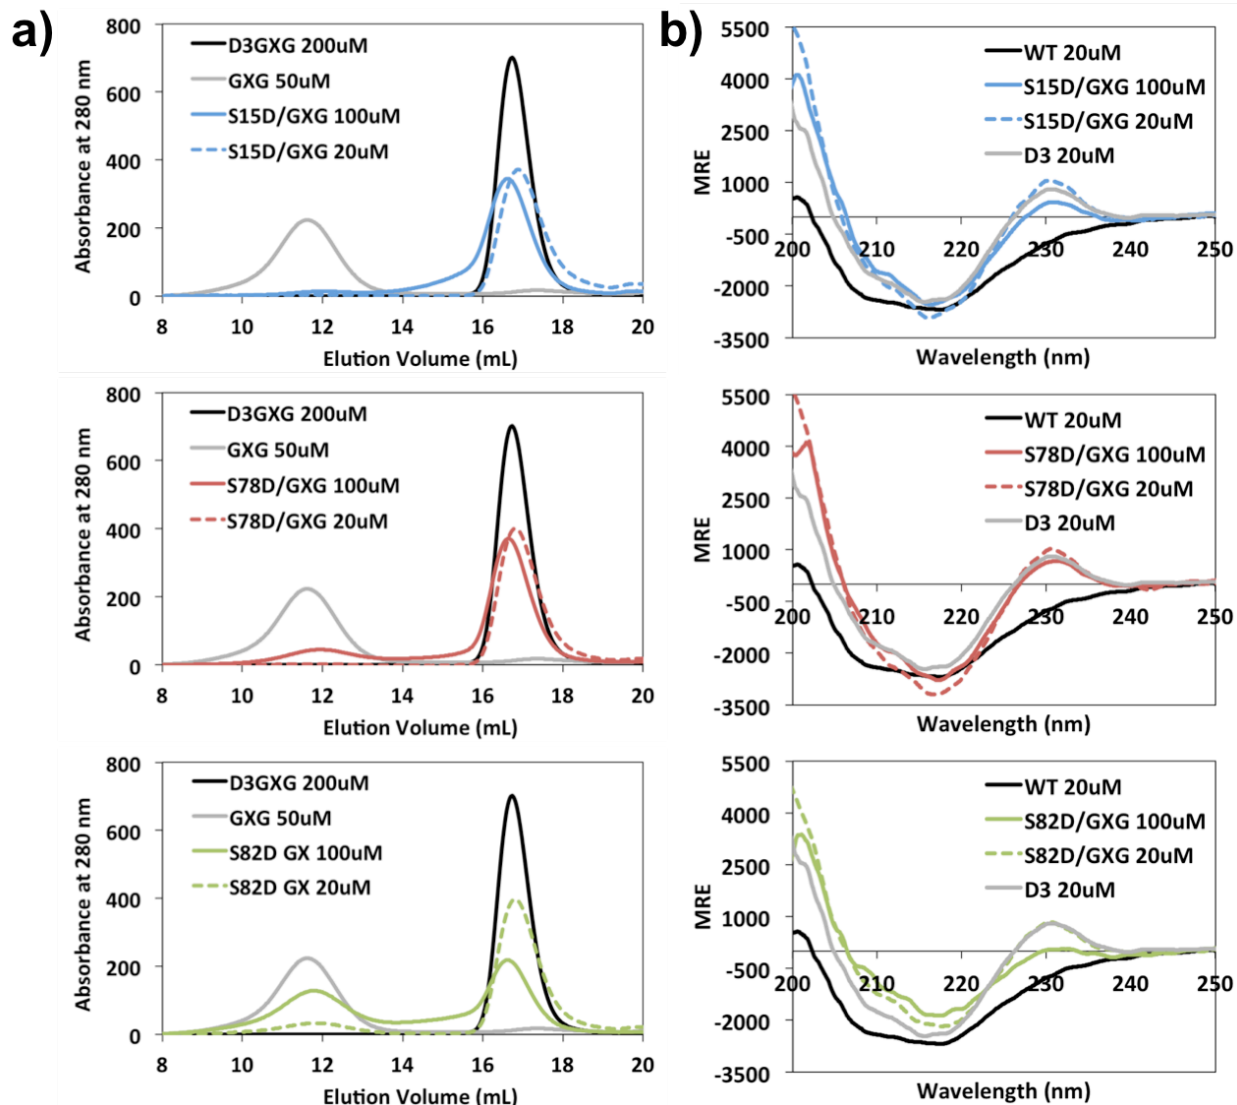 a)
800
600
400
200
0
Absorbance at 280 nm
D3GXG 200uM
GXG 50uM
S15D/GXG 100uM
S15D/GXG 20uM
8 10 12 14 16 18 20
Elution Volume (mL)
b)
5500
4000
2500
1000
-500
-2000
-3500
MRE
WT 20uM
S15D/GXG 100uM
S15D/GXG 20uM
D3 20uM
200 210 220 230 240 250
Wavelength (nm)
800
600
400
200
0
Absorbance at 280 nm
D3GXG 200uM
GXG 50uM
S78D/GXG 100uM
S78D/GXG 20uM
8 10 12 14 16 18 20
Elution Volume (mL)
5500
4000
2500
1000
-500
-2000
-3500
MRE
WT 20uM
S78D/GXG 100uM
S78D/GXG 20uM
D3 20uM
200 210 220 230 240 250
Wavelength (nm)
800
600
400
200
0
Absorbance at 280 nm
D3GXG 200uM
GXG 50uM
S82D GX 100uM
S82D GX 20uM
8 10 12 14 16 18 20
Elution Volume (mL)
5500
4000
2500
1000
-500
-2000
-3500
MRE
WT 20uM
S82D/GXG 100uM
S82D/GXG 20uM
D3 20uM
200 210 220 230 240 250
Wavelength (nm)